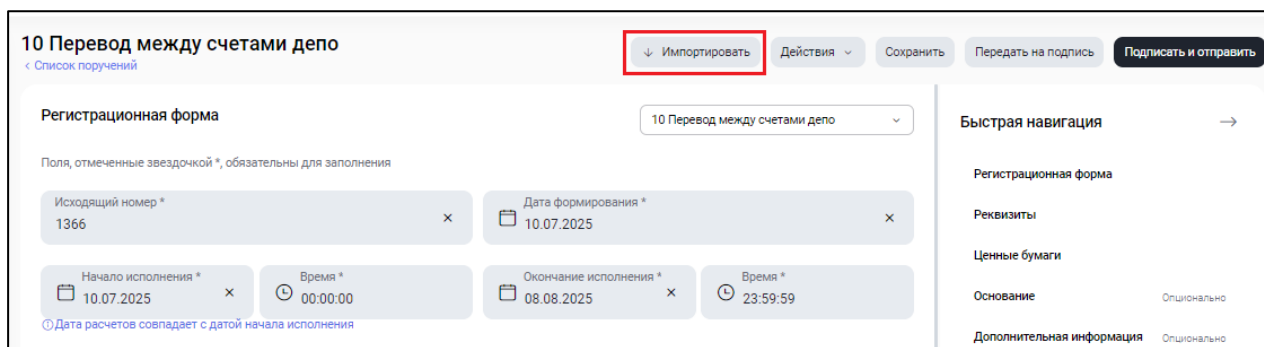 10 Перевод между счетами депо
‹ Список поручений
↓ Импортировать
Действия
Сохранить
Передать на подпись
Подписать и отправить
Регистрационная форма
10 Перевод между счетами депо
Поля, отмеченные звездочкой *, обязательны для заполнения
Исходящий номер *
1366
Дата формирования *
10.07.2025
Начало исполнения *
10.07.2025
Время *
00:00:00
Окончание исполнения *
08.08.2025
Время *
23:59:59
Дата расчетов совпадает с датой начала исполнения
Быстрая навигация →
Регистрационная форма
Реквизиты
Ценные бумаги
Основание Опционально
Дополнительная информация Опционально